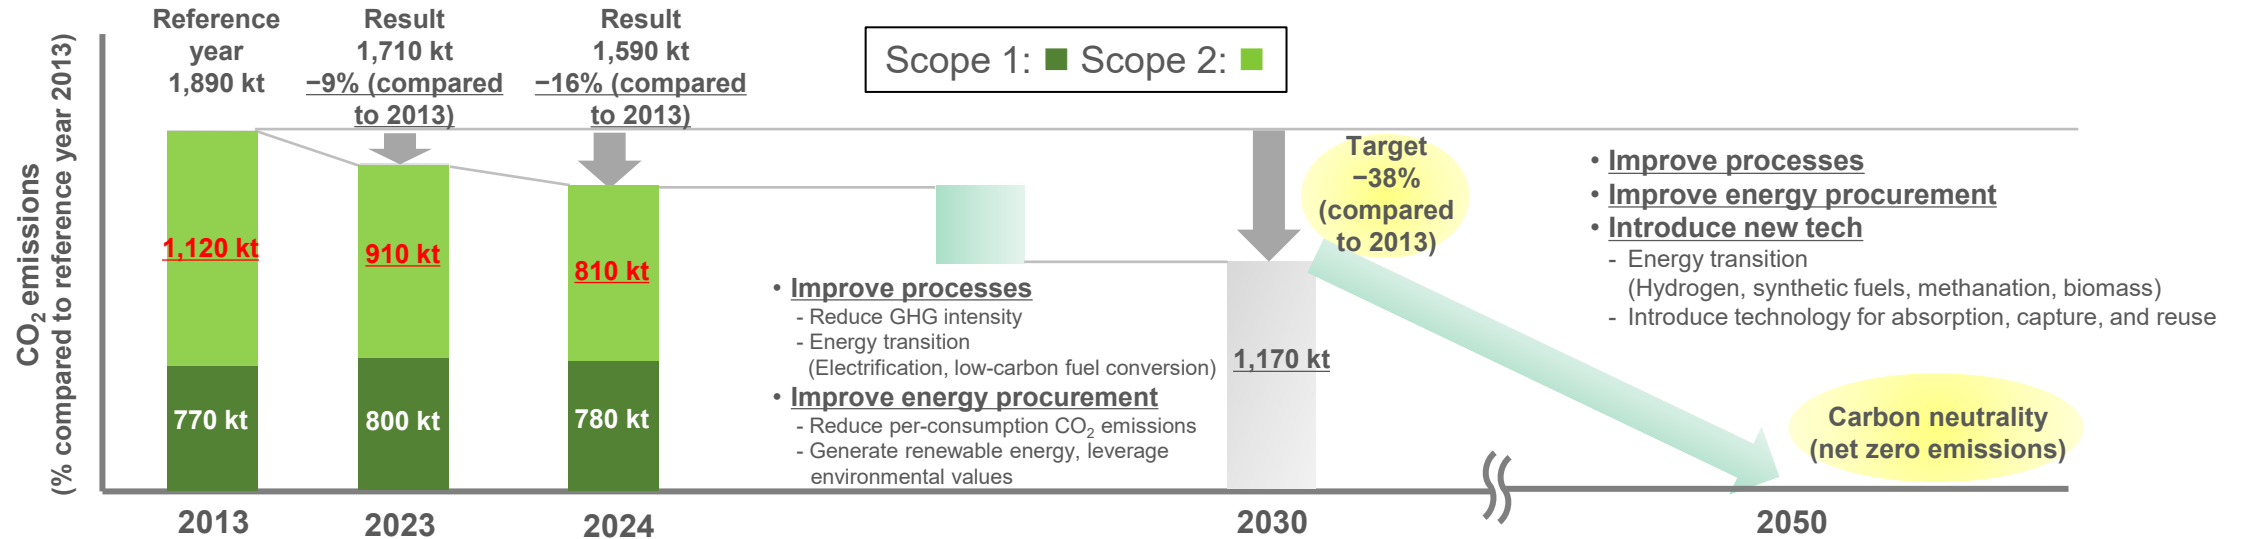 Reference
year
1,890 kt
Result
1,710 kt
−9% (compared
to 2013)
Result
1,590 kt
−16% (compared
to 2013)
Scope 1: Scope 2:
CO2 emissions
(% compared to reference year 2013)
1,120 kt
770 kt
910 kt
800 kt
810 kt
780 kt
• Improve processes
- Reduce GHG intensity
- Energy transition
(Electrification, low-carbon fuel conversion)
• Improve energy procurement
- Reduce per-consumption CO2 emissions
- Generate renewable energy, leverage
environmental values
Target
−38%
(compared
to 2013)
1,170 kt
• Improve processes
• Improve energy procurement
• Introduce new tech
- Energy transition
(Hydrogen, synthetic fuels, methanation, biomass)
- Introduce technology for absorption, capture, and reuse
Carbon neutrality
(net zero emissions)
2013
2023
2024
2030
2050